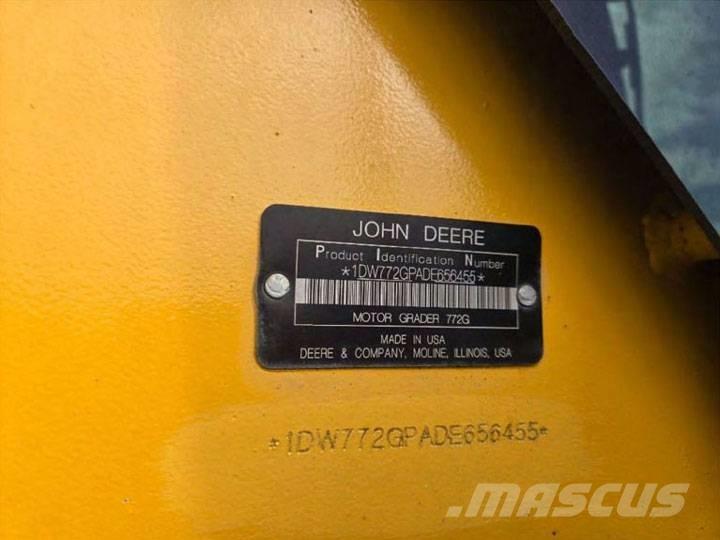 JOHN DEERE
Product Identification Number
*1DW772GPADE656455*
MOTOR GRADER 772G
MADE IN USA
DEERE & COMPANY, MOLINE, ILLINOIS, USA
*1DW772GPADE656455*
MASCUS